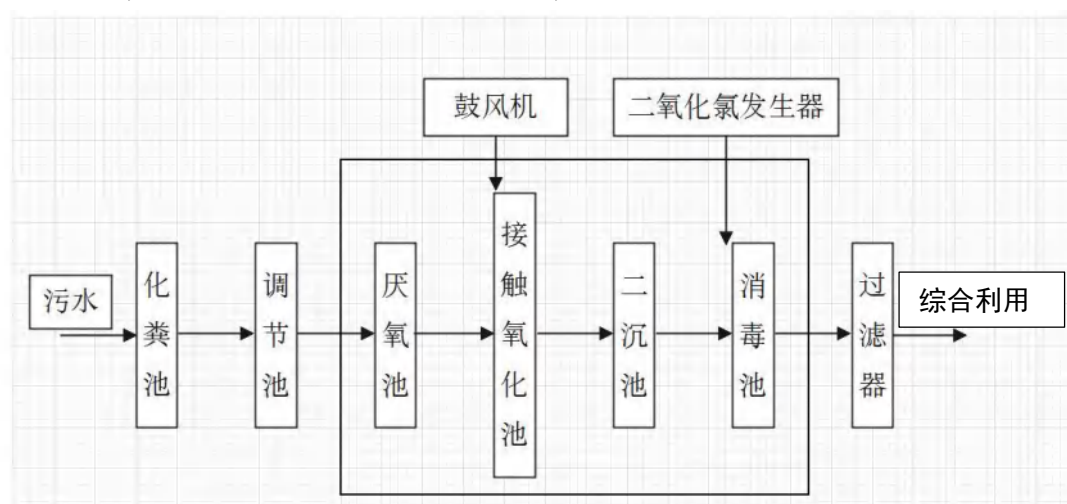 鼓风机
二氧化氯发生器
污水
化粪池
调节池
厌氧池
接触氧化池
二沉池
消毒池
过滤器
综合利用